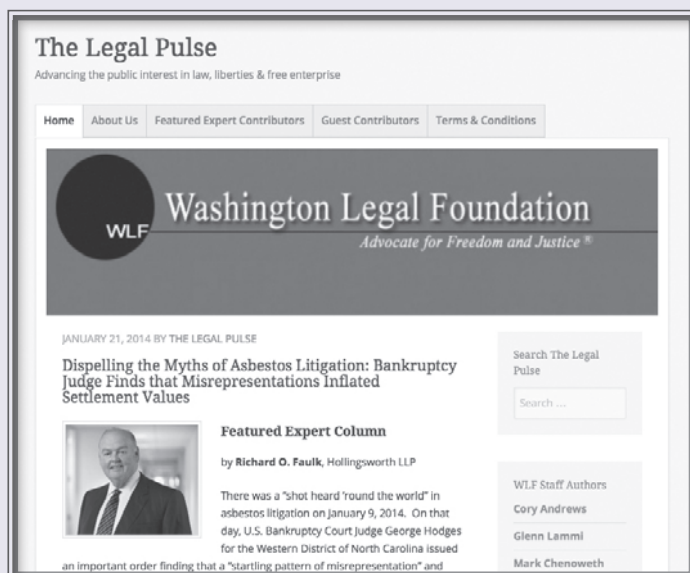 The Legal Pulse
Advancing the public interest in law, liberties & free enterprise
Home
About Us
Featured Expert Contributors
Guest Contributors
Terms & Conditions
WLF
Washington Legal Foundation
Advocate for Freedom and Justice ®
JANUARY 21, 2014 BY THE LEGAL PULSE
Dispelling the Myths of Asbestos Litigation: Bankruptcy
Judge Finds that Misrepresentations Inflated
Settlement Values
Featured Expert Column
by Richard O. Faulk, Hollingsworth LLP
There was a "shot heard 'round the world" in
asbestos litigation on January 9, 2014. On that
day, U.S. Bankruptcy Court Judge George Hodges
for the Western District of North Carolina issued
an important order finding that a "startling pattern of misrepresentation" and
Search The Legal
Pulse
Search ...
WLF Staff Authors
Cory Andrews
Glenn Lammi
Mark Chenoweth